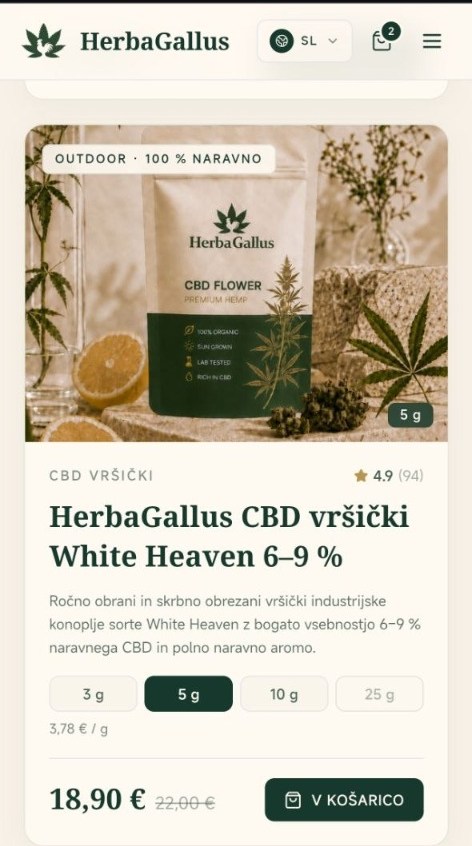 HerbaGallus
SL
2
OUTDOOR · 100 % NARAVNO
HerbaGallus
CBD FLOWER
PREMIUM HEMP
100% ORGANIC
SUN GROWN
LAB TESTED
RICH IN CBD
5 g
CBD VRŠIČKI
4.9 (94)
HerbaGallus CBD vršički
White Heaven 6–9 %
Ročno obrani in skrbno obrezani vršički industrijske
konoplje sorte White Heaven z bogato vsebnostjo 6–9 %
naravnega CBD in polno naravno aromo.
3 g 5 g 10 g 25 g
3,78 € / g
18,90 € 22,00 € V KOŠARICO